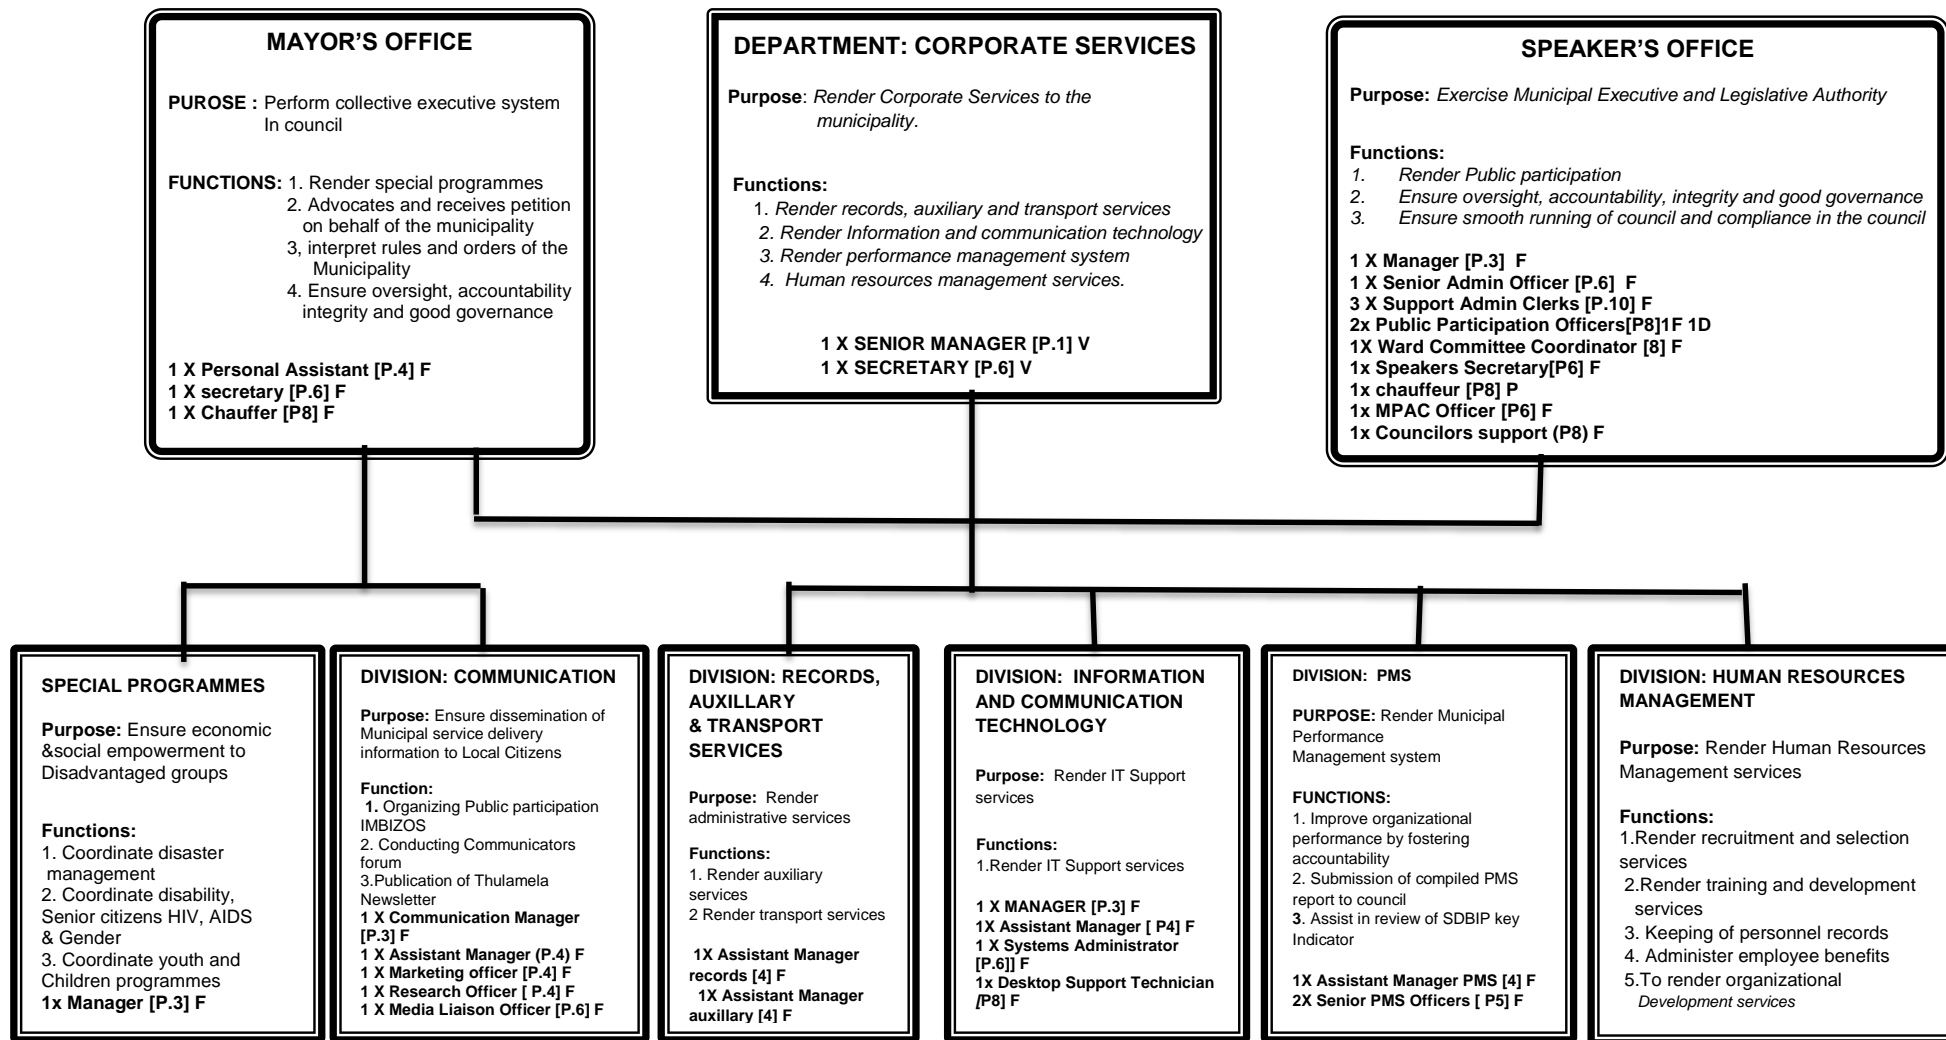 MAYOR'S OFFICE
PUROSE : Perform collective executive system
In council
FUNCTIONS: 1. Render special programmes
2. Advocates and receives petition
on behalf of the municipality
3, interpret rules and orders of the
Municipality
4. Ensure oversight, accountability
integrity and good governance
1 X Personal Assistant [P.4] F
1 X secretary [P.6] F
1 X Chauffer [P8] F
DEPARTMENT: CORPORATE SERVICES
Purpose: Render Corporate Services to the
municipality.
Functions:
1. Render records, auxiliary and transport services
2. Render Information and communication technology
3. Render performance management system
4. Human resources management services.
1 X SENIOR MANAGER [P.1] V
1 X SECRETARY [P.6] V
SPEAKER'S OFFICE
Purpose: Exercise Municipal Executive and Legislative Authority
Functions:
1. Render Public participation
2. Ensure oversight, accountability, integrity and good governance
3. Ensure smooth running of council and compliance in the council
1 X Manager [P.3] F
1 X Senior Admin Officer [P.6] F
3 X Support Admin Clerks [P.10] F
2x Public Participation Officers[P8]1F 1D
1X Ward Committee Coordinator [8] F
1x Speakers Secretary[P6] F
1x chauffeur [P8] P
1x MPAC Officer [P6] F
1x Councilors support (P8) F
SPECIAL PROGRAMMES
Purpose: Ensure economic
&social empowerment to
Disadvantaged groups
Functions:
1. Coordinate disaster
management
2. Coordinate disability,
Senior citizens HIV, AIDS
& Gender
3. Coordinate youth and
Children programmes
1x Manager [P.3] F
DIVISION: COMMUNICATION
Purpose: Ensure dissemination of
Municipal service delivery
information to Local Citizens
Function:
1. Organizing Public participation
IMBIZOS
2. Conducting Communicators
forum
3.Publication of Thulamela
Newsletter
1 X Communication Manager
[P.3] F
1 X Assistant Manager (P.4) F
1 X Marketing officer [P.4] F
1 X Research Officer [ P.4] F
1 X Media Liaison Officer [P.6] F
DIVISION: RECORDS,
AUXILLARY
& TRANSPORT
SERVICES
Purpose: Render
administrative services
Functions:
1. Render auxiliary
services
2 Render transport services
1X Assistant Manager
records [4] F
1X Assistant Manager
auxillary [4] F
DIVISION: INFORMATION
AND COMMUNICATION
TECHNOLOGY
Purpose: Render IT Support
services
Functions:
1.Render IT Support services
1 X MANAGER [P.3] F
1X Assistant Manager [ P4] F
1 X Systems Administrator
[P.6]] F
1x Desktop Support Technician
[P8] F
DIVISION: PMS
PURPOSE: Render Municipal
Performance
Management system
FUNCTIONS:
1. Improve organizational
performance by fostering
accountability
2. Submission of compiled PMS
report to council
3. Assist in review of SDBIP key
Indicator
1X Assistant Manager PMS [4] F
2X Senior PMS Officers [ P5] F
DIVISION: HUMAN RESOURCES
MANAGEMENT
Purpose: Render Human Resources
Management services
Functions:
1.Render recruitment and selection
services
2.Render training and development
services
3. Keeping of personnel records
4. Administer employee benefits
5.To render organizational
Development services